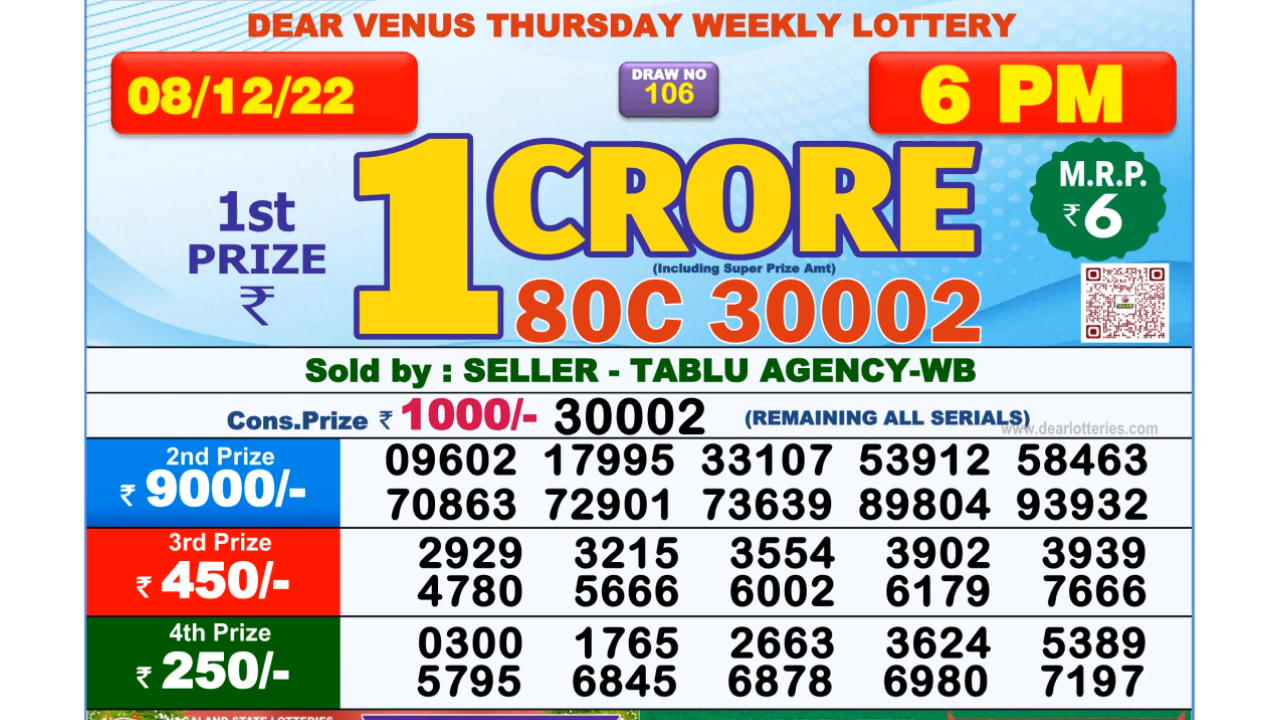 DEAR VENUS THURSDAY WEEKLY LOTTERY
08/12/22
DRAW NO
106
6 PM
1st
PRIZE
₹
1 CRORE
(Including Super Prize Amt)
80C 30002
M.R.P.
₹ 6
Sold by : SELLER - TABLU AGENCY-WB
Cons.Prize ₹ 1000/- 30002 (REMAINING ALL SERIALS)
www.dearlotteries.com
2nd Prize
₹ 9000/-
09602 17995 33107 53912 58463
70863 72901 73639 89804 93932
3rd Prize
₹ 450/-
2929 3215 3554 3902 3939
4780 5666 6002 6179 7666
4th Prize
₹ 250/-
0300 1765 2663 3624 5389
5795 6845 6878 6980 7197
STATE LOTTERIES